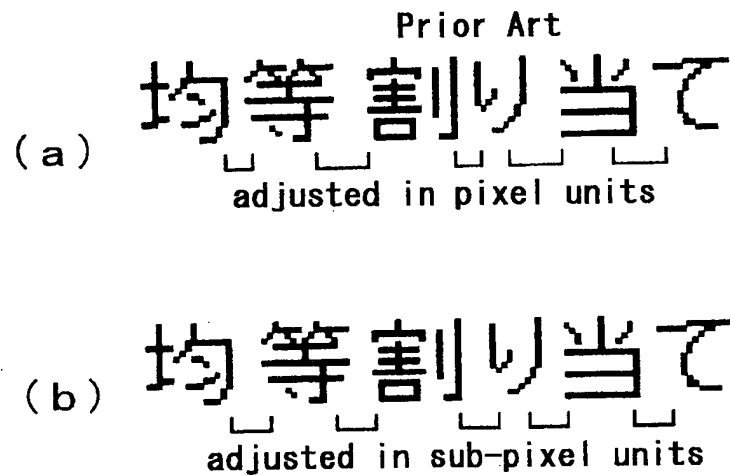 Prior Art
(a) 均等割り当て
adjusted in pixel units
(b) 均等割り当て
adjusted in sub-pixel units